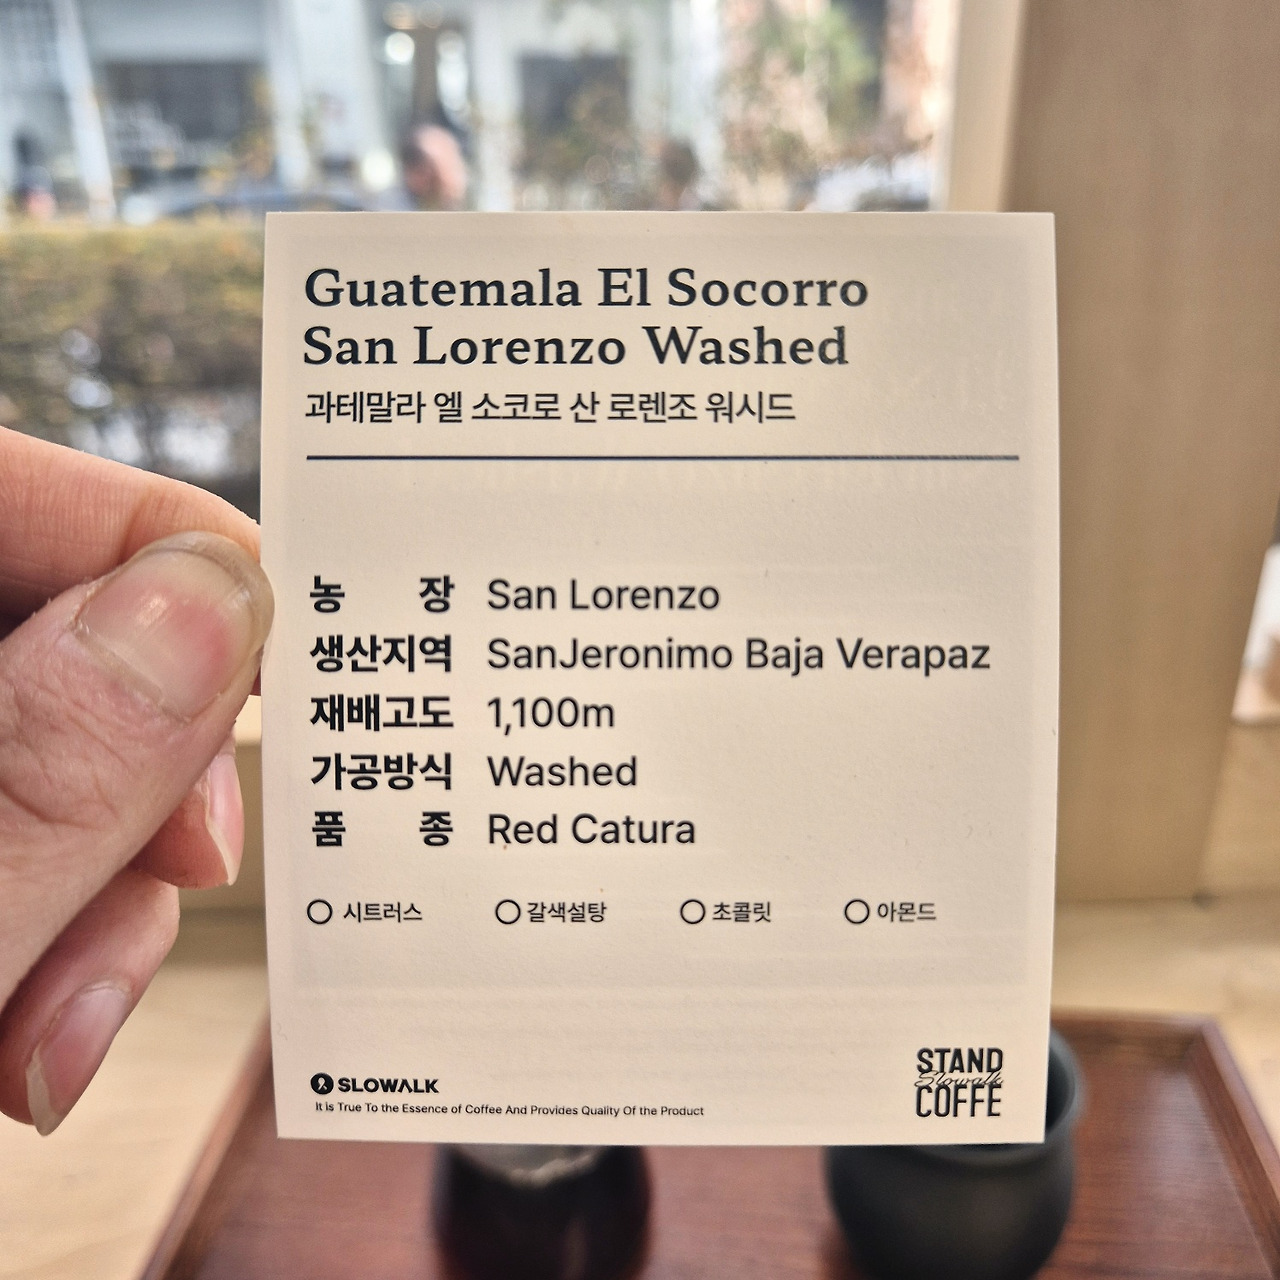 Guatemala El Socorro
San Lorenzo Washed
과테말라 엘 소코로 산 로렌조 워시드
농 장 San Lorenzo
생산지역 SanJeronimo Baja Verapaz
재배고도 1,100m
가공방식 Washed
품 종 Red Catura
시트러스 갈색설탕 초콜릿 아몬드
SLOWALK
It is True To the Essence of Coffee And Provides Quality Of the Product
STAND
Slowalk
COFFE